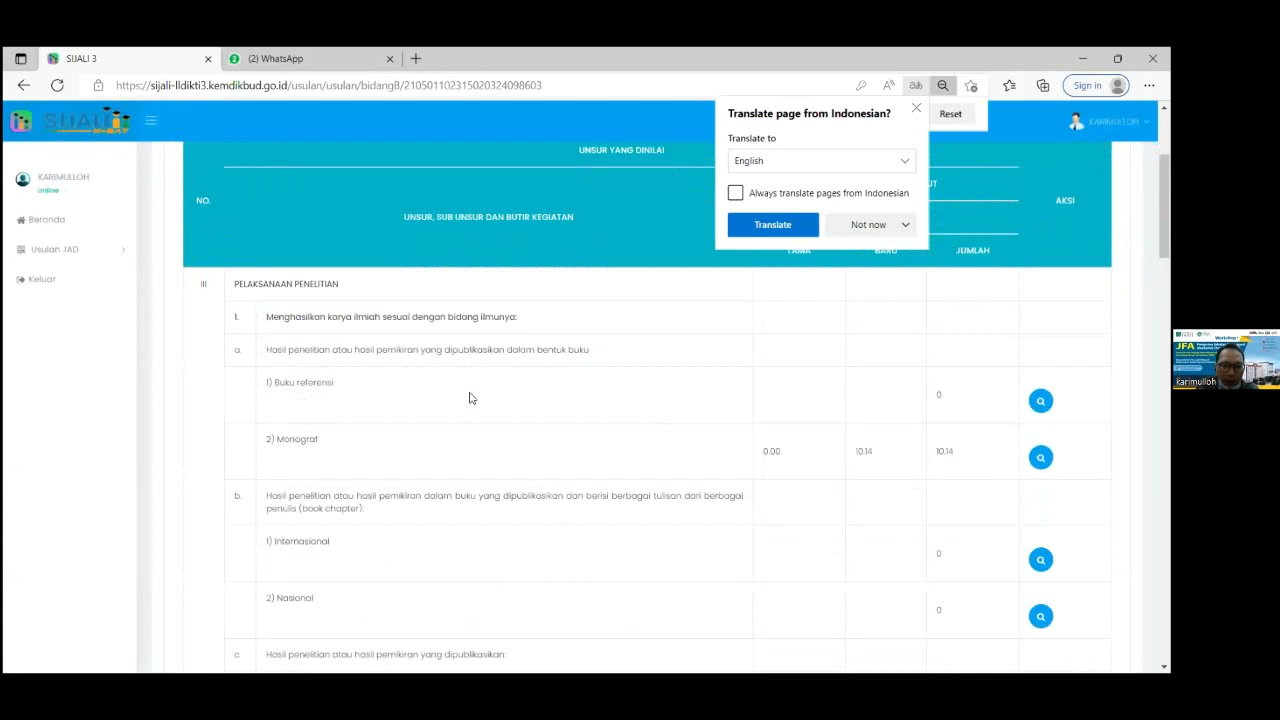 SIJALI 3
(2) WhatsApp
https://sijali-lldikti3.kemdikbud.go.id/usulan/usulan/bidangB/210501102315020324098603
Sign in
Translate page from Indonesian?
Reset
Translate to
English
Always translate pages from Indonesian
Translate
Not now
SIJALI
KARIMULLOH
KARIMULLOH
online
Beranda
Usulan JAD
Keluar
UNSUR YANG DINILAI
NO.
UNSUR, SUB UNSUR DAN BUTIR KEGIATAN
UT
AKSI
LAMA
BARU
JUMLAH
III
PELAKSANAAN PENELITIAN
1.
Menghasilkan karya ilmiah sesuai dengan bidang ilmunya:
a.
Hasil penelitian atau hasil pemikiran yang dipublikasikan dalam bentuk buku
1) Buku referensi
0
2) Monograf
0.00
10.14
10.14
b.
Hasil penelitian atau hasil pemikiran dalam buku yang dipublikasikan dan berisi berbagai tulisan dari berbagai
penulis (book chapter):
1) Internasional
0
2) Nasional
0
c
Hasil penelitian atau hasil pemikiran yang dipublikasikan:
Workshop :
JFA
karimulloh